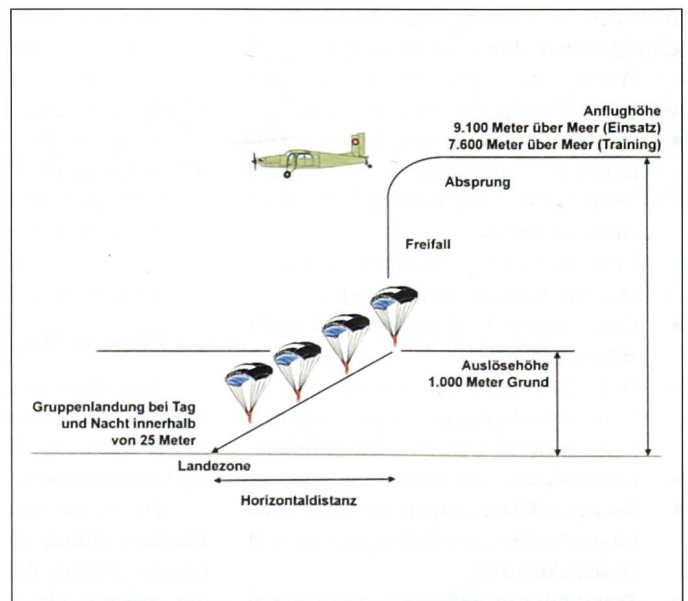 Anflughöhe
9.100 Meter über Meer (Einsatz)
7.600 Meter über Meer (Training)
Absprung
Freifall
Auslösehöhe
1.000 Meter Grund
Gruppenlandung bei Tag
und Nacht innerhalb
von 25 Meter
Landezone
Horizontaldistanz